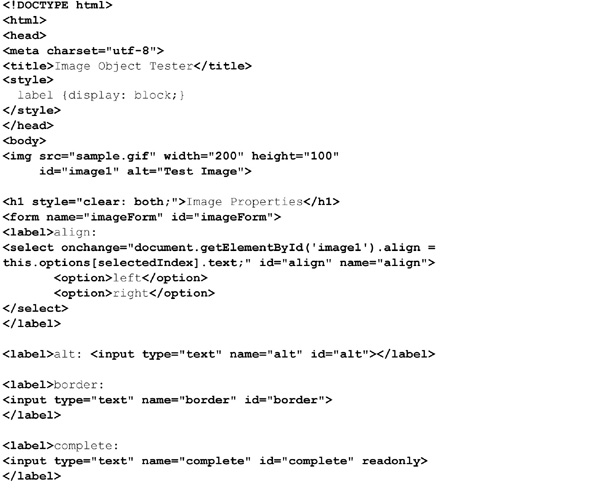 <!DOCTYPE html>
<html>
<head>
<meta charset="utf-8">
<title>Image Object Tester</title>
<style>
  label {display: block;}
</style>
</head>
<body>
<img src="sample.gif" width="200" height="100"
     id="image1" alt="Test Image">

<h1 style="clear: both;">Image Properties</h1>
<form name="imageForm" id="imageForm">
<label>align:
<select onchange="document.getElementById('image1').align =
this.options[selectedIndex].text;" id="align" name="align">
       <option>left</option>
       <option>right</option>
</select>
</label>

<label>alt: <input type="text" name="alt" id="alt"></label>

<label>border:
<input type="text" name="border" id="border">
</label>

<label>complete:
<input type="text" name="complete" id="complete" readonly>
</label>